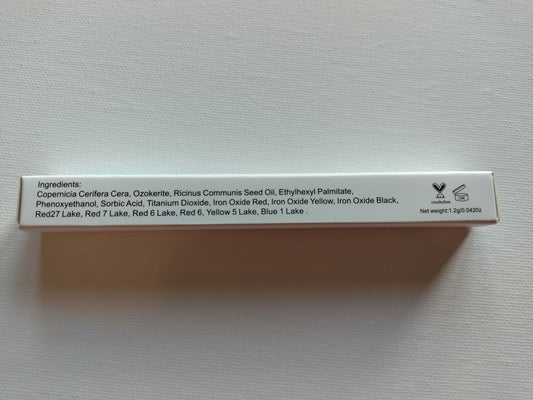 Ingredients:
Copernicia Cerifera Cera, Ozokerite, Ricinus Communis Seed Oil, Ethylhexyl Palmitate,
Phenoxyethanol, Sorbic Acid, Titanium Dioxide, Iron Oxide Red, Iron Oxide Yellow, Iron Oxide Black,
Red27 Lake, Red 7 Lake, Red 6 Lake, Red 6, Yellow 5 Lake, Blue 1 Lake .
crueltyfree
Net weight:1.2g/0.042Oz